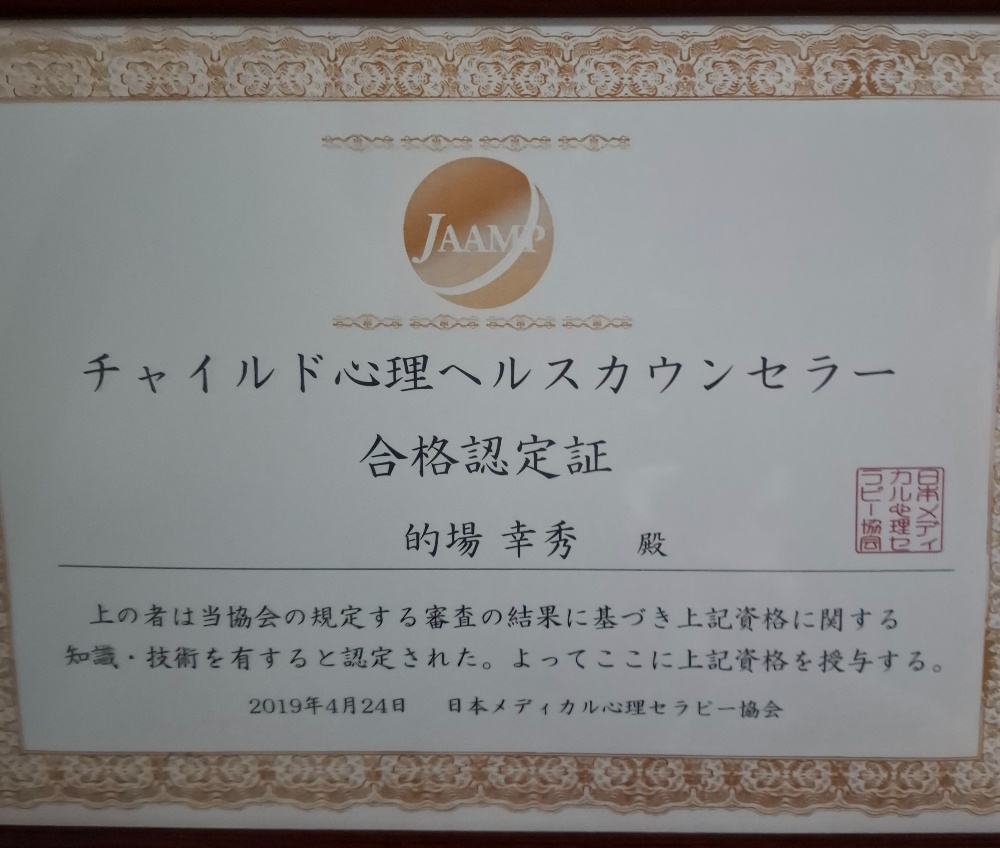 JAAMP
チャイルド心理ヘルスカウンセラー
合格認定証
的場 幸秀 殿
日本メディ
カル心理セ
ラピー協会
上の者は当協会の規定する審査の結果に基づき上記資格に関する
知識・技術を有すると認定された。よってここに上記資格を授与する。
2019年4月24日 日本メディカル心理セラピー協会